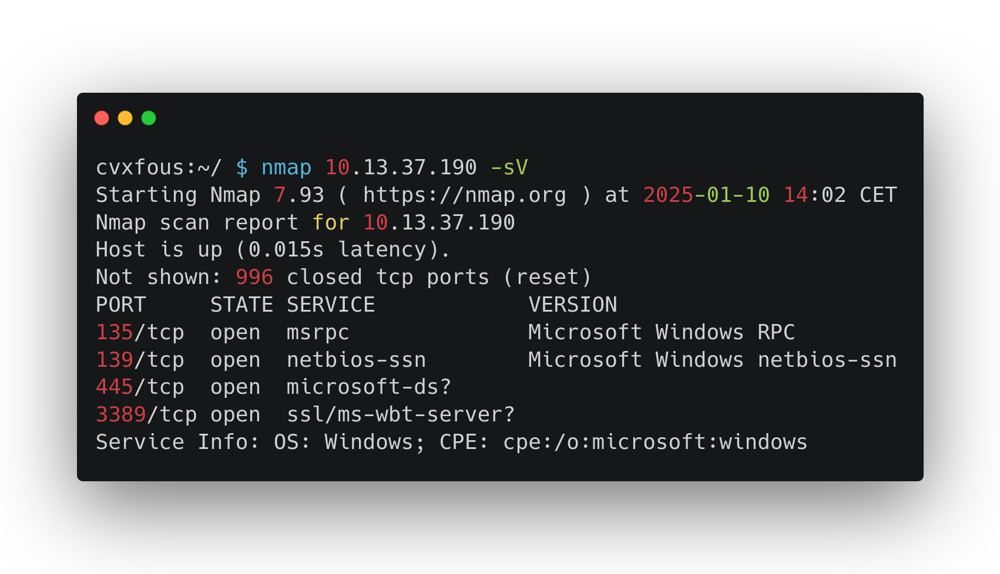 cvxfous:~/ $ nmap 10.13.37.190 -sV
Starting Nmap 7.93 ( https://nmap.org ) at 2025-01-10 14:02 CET
Nmap scan report for 10.13.37.190
Host is up (0.015s latency).
Not shown: 996 closed tcp ports (reset)
PORT     STATE SERVICE            VERSION
135/tcp  open  msrpc              Microsoft Windows RPC
139/tcp  open  netbios-ssn        Microsoft Windows netbios-ssn
445/tcp  open  microsoft-ds?
3389/tcp open  ssl/ms-wbt-server?
Service Info: OS: Windows; CPE: cpe:/o:microsoft:windows